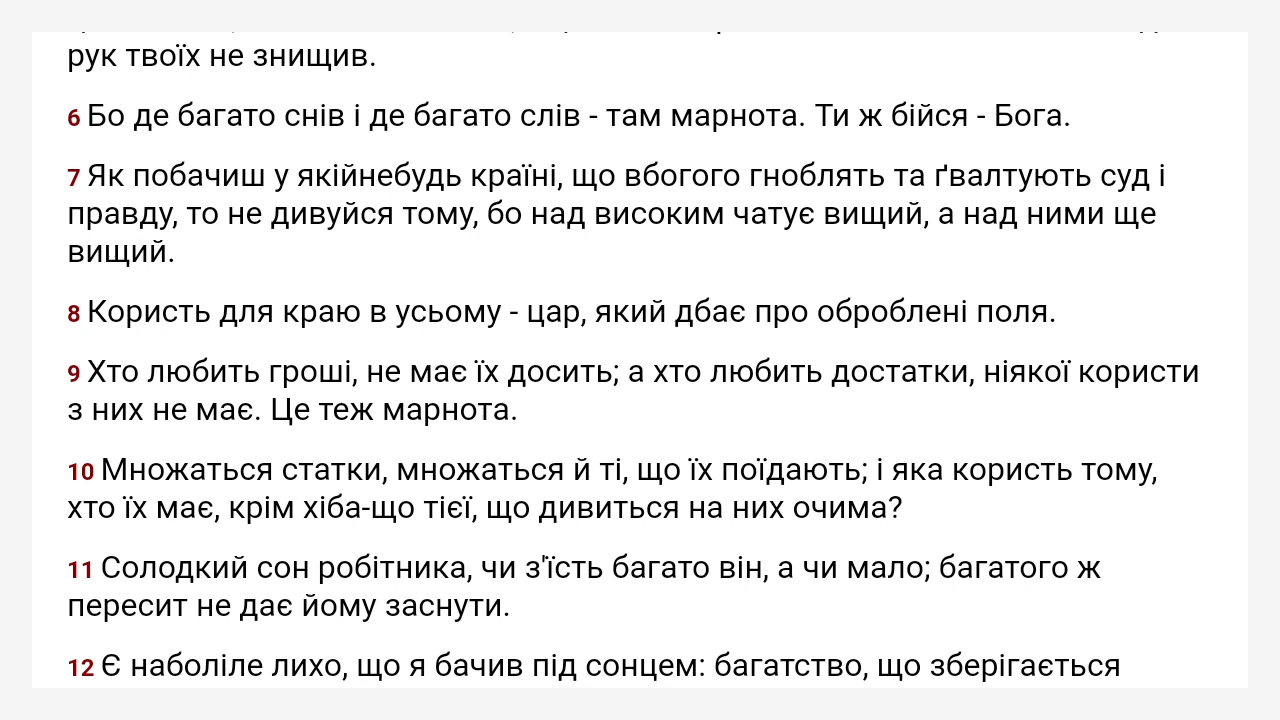 рук твоїх не знищив.
6 Бо де багато снів і де багато слів - там марнота. Ти ж бійся - Бога.
7 Як побачиш у якійнебудь країні, що вбогого гноблять та ґвалтують суд і
правду, то не дивуйся тому, бо над високим чатує вищий, а над ними ще
вищий.
8 Користь для краю в усьому - цар, який дбає про оброблені поля.
9 Хто любить гроші, не має їх досить; а хто любить достатки, ніякої користи
з них не має. Це теж марнота.
10 Множаться статки, множаться й ті, що їх поїдають; і яка користь тому,
хто їх має, крім хіба-що тієї, що дивиться на них очима?
11 Солодкий сон робітника, чи з'їсть багато він, а чи мало; багатого ж
пересит не дає йому заснути.
12 Є наболіле лихо, що я бачив під сонцем: багатство, що зберігається